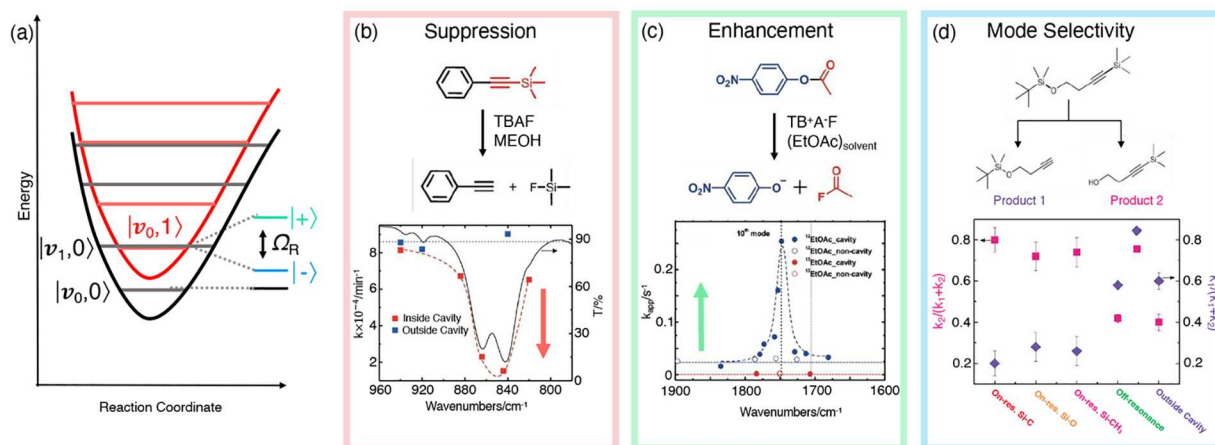 (a)
Energy
|v₀,1⟩
|v₁,0⟩
|v₀,0⟩
|+⟩
Ω_R
|-⟩
Reaction Coordinate
(b)
Suppression
Si
TBAF
MEOH
+
F-Si
k×10⁻⁴/min
8
6
4
2
Inside Cavity
Outside Cavity
90
60
30
0
T/%
960
920
880
840
800
Wavenumbers/cm⁻¹
(c)
Enhancement
O₂N
O
O
TB⁺A⁻F
(EtOAc)solvent
O₂N
O⁻
+
F
O
10th mode
¹²EtOAc_cavity
¹²EtOAc_non-cavity
¹³EtOAc_cavity
¹³EtOAc_non-cavity
k_app/s⁻¹
0.2
0.1
0
1900
1800
1700
1600
Wavenumbers/cm⁻¹
(d)
Mode Selectivity
Si
Si
O
Si
O
HO
Si
Product 1
Product 2
k₂/(k₁+k₂)
0.8
0.6
0.4
0.2
0.8
0.6
0.4
0.2
On-res. Si-C
On-res. Si-O
On-res. Si-CH₃
Off-resonance
Outside Cavity